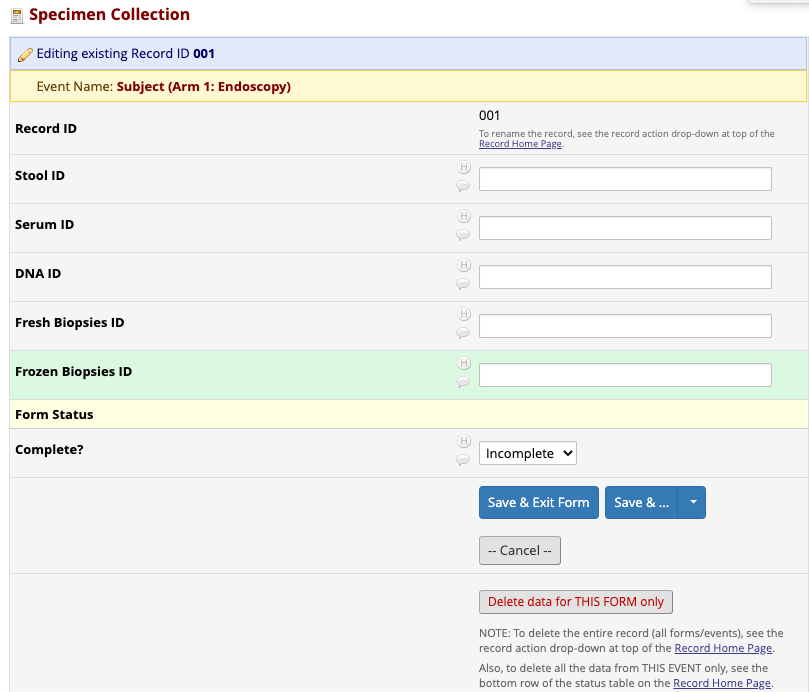 Specimen Collection
Editing existing Record ID 001
Event Name: Subject (Arm 1: Endoscopy)
Record ID
001
To rename the record, see the record action drop-down at top of the
Record Home Page.
Stool ID
H
Serum ID
H
DNA ID
H
Fresh Biopsies ID
H
Frozen Biopsies ID
H
Form Status
Complete?
H
Incomplete
Save & Exit Form
Save & ...
-- Cancel --
Delete data for THIS FORM only
NOTE: To delete the entire record (all forms/events), see the
record action drop-down at top of the Record Home Page.
Also, to delete all the data from THIS EVENT only, see the
bottom row of the status table on the Record Home Page.